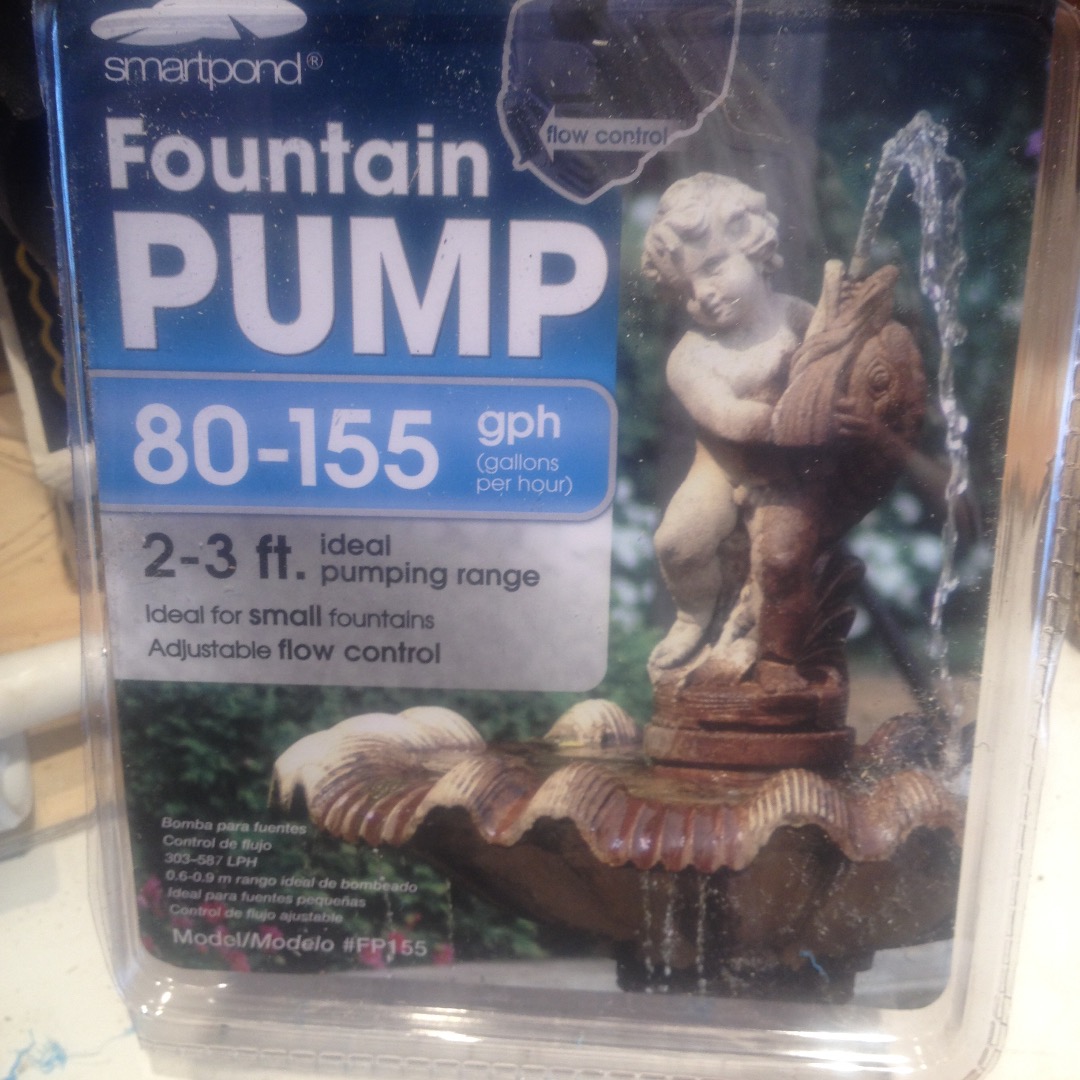 smartpond®
flow control
Fountain
PUMP
80-155 gph
(gallons
per hour)
2-3 ft. ideal
pumping range
Ideal for small fountains
Adjustable flow control
Bomba para fuentes
Control de flujo
303-587 LPH
0.6-0.9 m rango ideal de bombeado
Ideal para fuentes pequeñas
Control de flujo ajustable
Model/Modelo #FP155